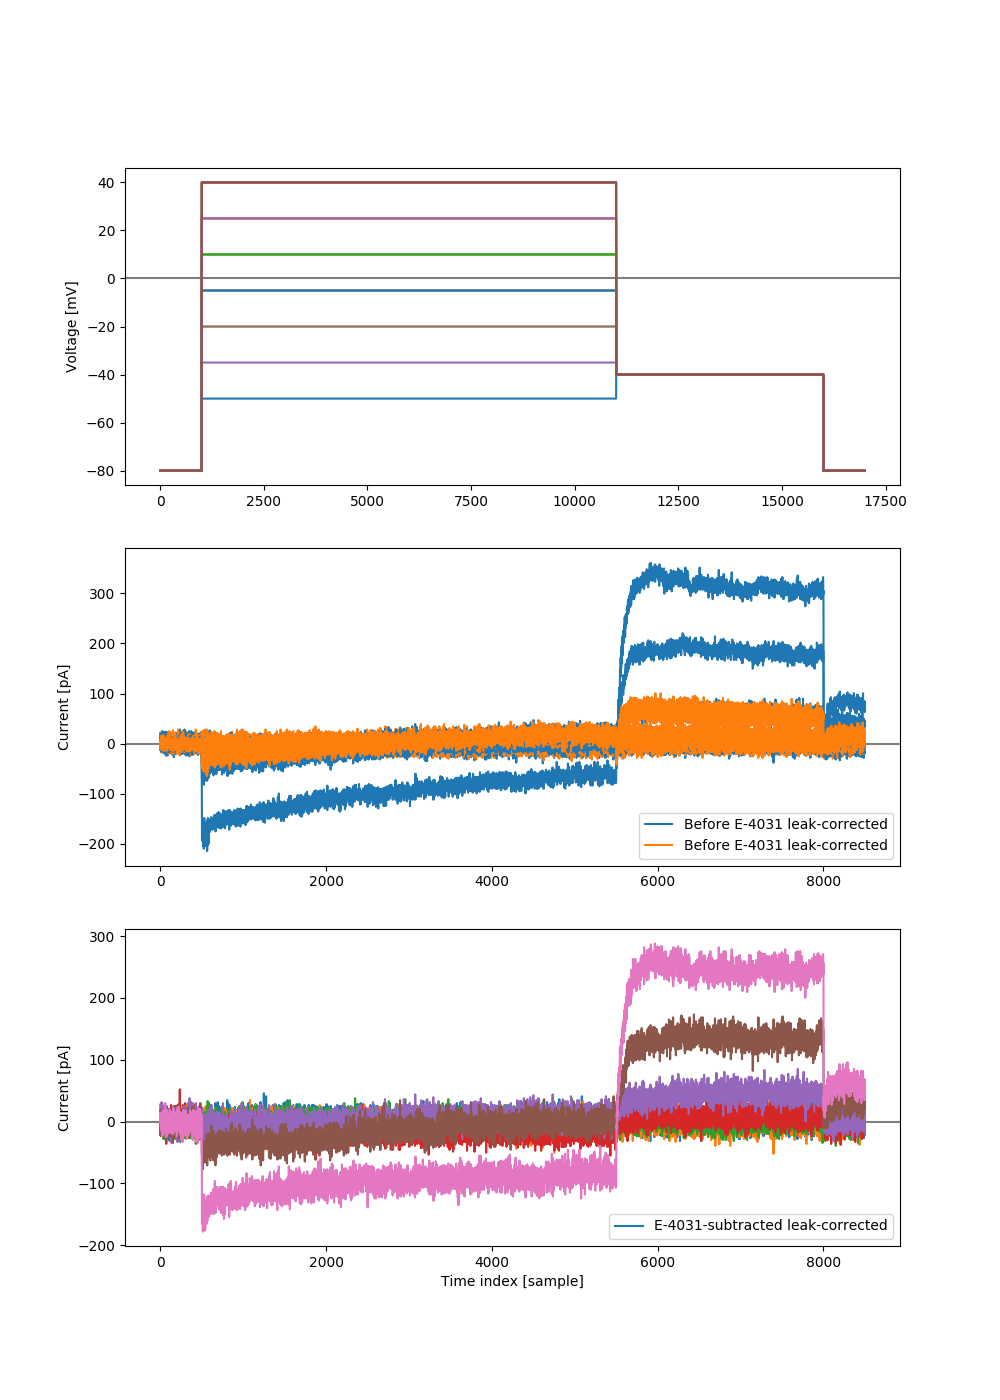 Voltage [mV]
40
20
0
−20
−40
−60
−80
0 2500 5000 7500 10000 12500 15000 17500
Current [pA]
300
200
100
0
−100
−200
Before E-4031 leak-corrected
Before E-4031 leak-corrected
0 2000 4000 6000 8000
Current [pA]
300
200
100
0
−100
−200
E-4031-subtracted leak-corrected
0 2000 4000 6000 8000
Time index [sample]